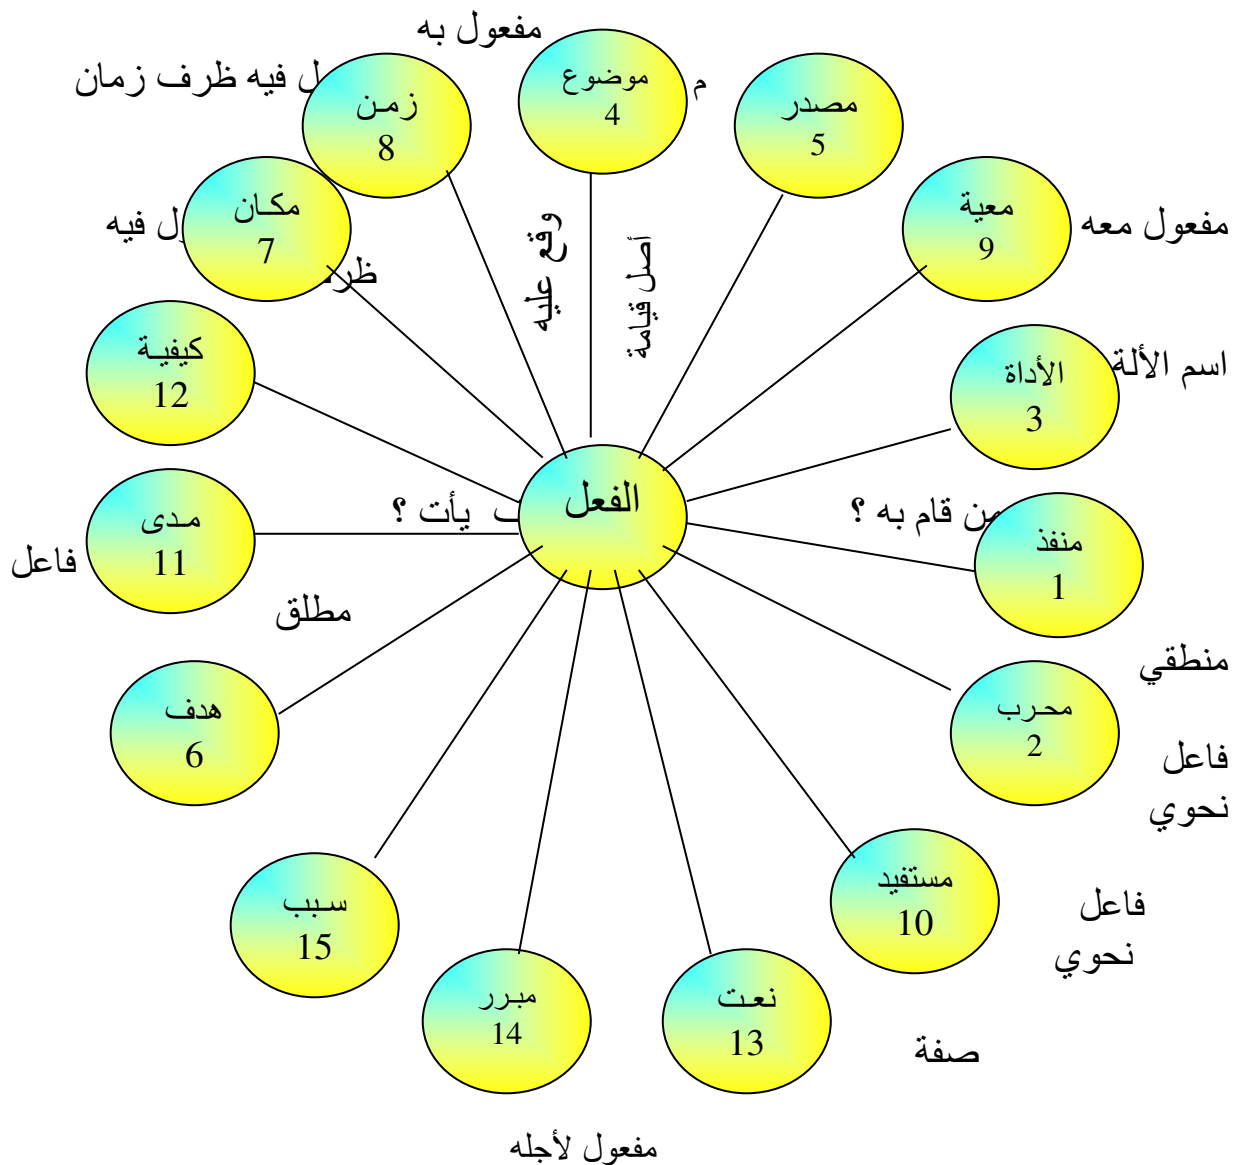 مفعول به
ل فيه ظرف زمان
زمن
8
موضوع
4
م
مصدر
5
مكان
7
ل فيه
ظرف
معية
9
مفعول معه
وقع عليه
أصل قيامة
كيفية
12
الأداة
3
اسم الألة
الفعل
يأت ؟
من قام به ؟
مدى
11
فاعل
منفذ
1
مطلق
منطقي
هدف
6
محرب
2
فاعل
نحوي
سبب
15
مستفيد
10
فاعل
نحوي
مبرر
14
نعت
13
صفة
مفعول لأجله